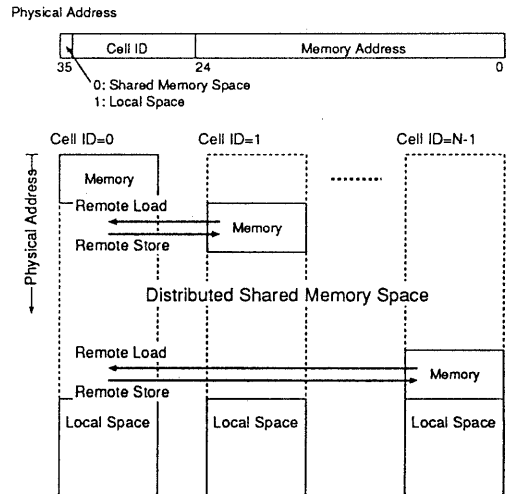 Physical Address
Cell ID Memory Address
35 24 0
0: Shared Memory Space
1: Local Space
Cell ID=0 Cell ID=1 Cell ID=N-1
Physical Address
Memory
Remote Load
Remote Store
Memory
Distributed Shared Memory Space
Remote Load
Remote Store
Memory
Local Space Local Space Local Space